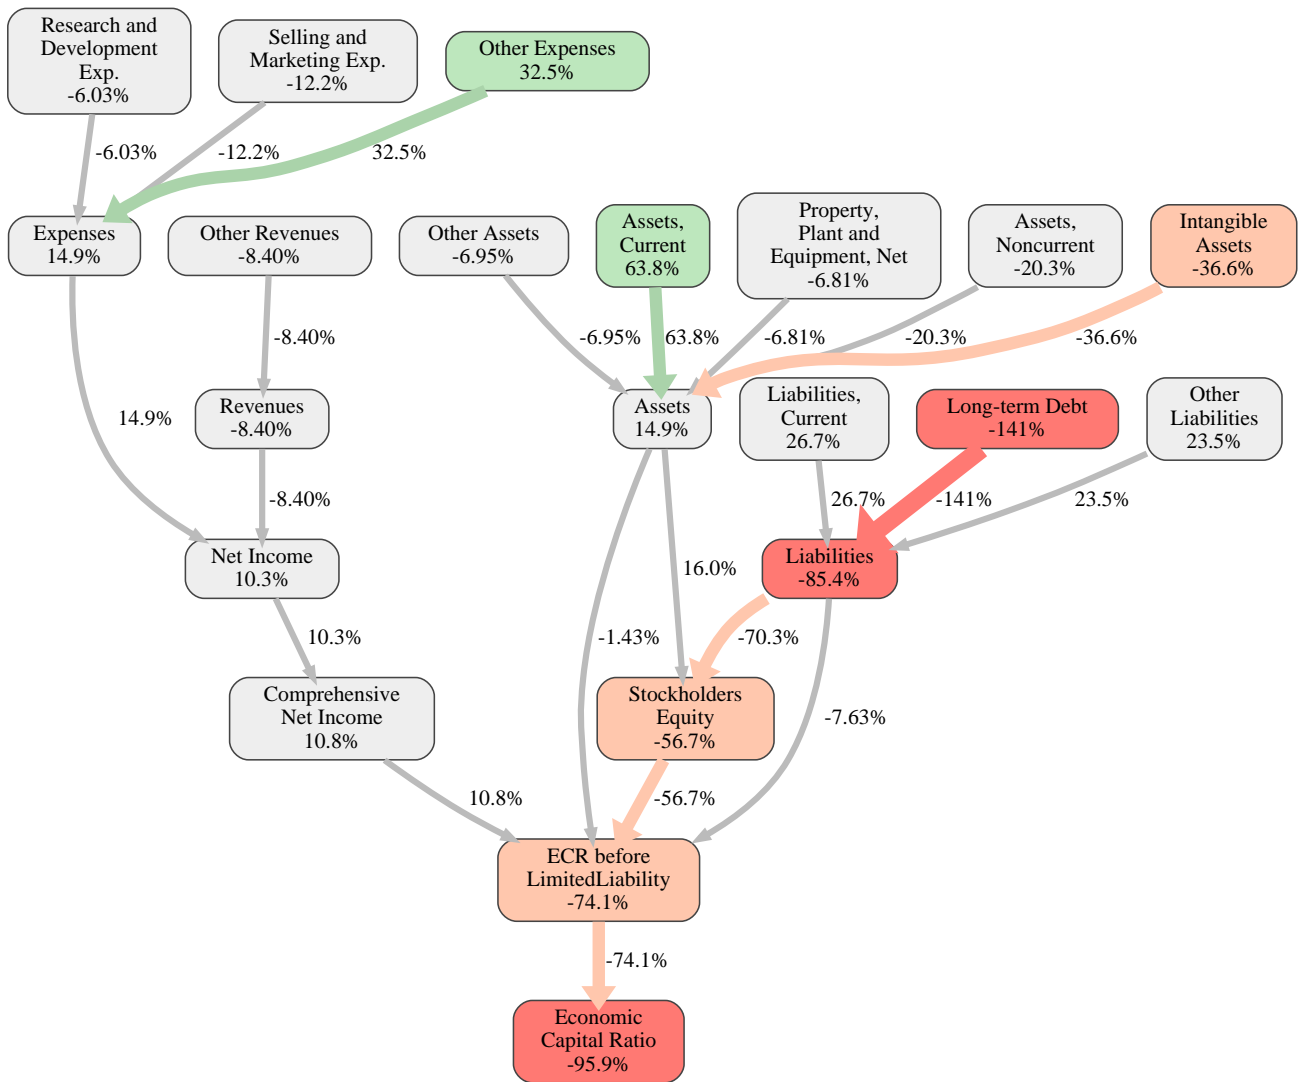 Research and
Development
Exp.
-6.03%
Selling and
Marketing Exp.
-12.2%
Other Expenses
32.5%
-6.03%
-12.2%
32.5%
Expenses
14.9%
Other Revenues
-8.40%
Other Assets
-6.95%
Assets,
Current
63.8%
Property,
Plant and
Equipment, Net
-6.81%
Assets,
Noncurrent
-20.3%
Intangible
Assets
-36.6%
-8.40%
-6.95%
63.8%
-6.81%
-20.3%
-36.6%
14.9%
Revenues
-8.40%
Assets
14.9%
Liabilities,
Current
26.7%
Long-term Debt
-141%
Other
Liabilities
23.5%
-8.40%
26.7%
-141%
23.5%
Net Income
10.3%
16.0%
Liabilities
-85.4%
10.3%
-1.43%
-70.3%
Comprehensive
Net Income
10.8%
Stockholders
Equity
-56.7%
-7.63%
10.8%
-56.7%
ECR before
LimitedLiability
-74.1%
-74.1%
Economic
Capital Ratio
-95.9%